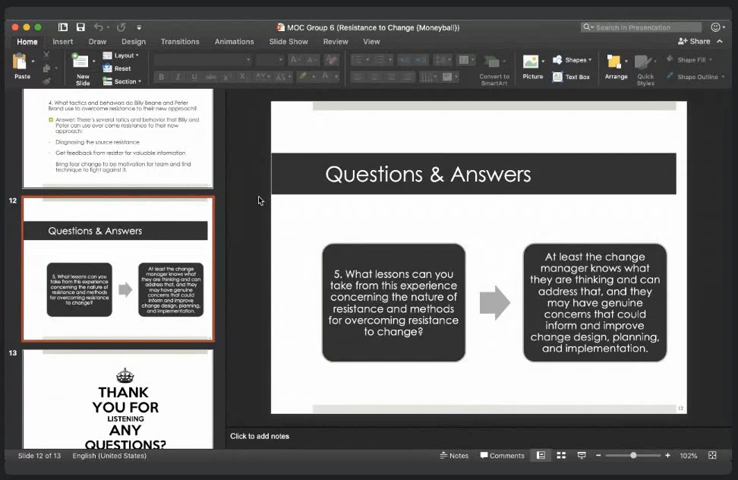 MOC Group 6 (Resistance to Change (Moneyball))
Search in Presentation
Home Insert Draw Design Transitions Animations Slide Show Review View
Share
Paste
New Slide
Layout
Reset
Section
Convert to SmartArt
Picture
Shapes
Text Box
Arrange
Quick Styles
Shape Fill
Shape Outline
4. What tactics and behaviors do Billy Beane and Peter
Brand use to overcome resistance to their new approach?
Answer: There's several tatics and behavior that Billy and
Peter can use over come resistance to their new
approach:
Diagnosing the source resistance
Get feedback from resister for valuable information
Bring fear change to be motivation for team and find
technique to fight against it.
12
Questions & Answers
5. What lessons can you
take from this experience
concerning the nature of
resistance and methods
for overcoming resistance
to change?
At least the change
manager knows what
they are thinking and can
address that, and they
may have genuine
concerns that could
inform and improve
change design, planning,
and implementation.
13
THANK
YOU FOR
LISTENING
ANY
QUESTIONS?
Questions & Answers
5. What lessons can you
take from this experience
concerning the nature of
resistance and methods
for overcoming resistance
to change?
At least the change
manager knows what
they are thinking and can
address that, and they
may have genuine
concerns that could
inform and improve
change design, planning,
and implementation.
12
Click to add notes
Slide 12 of 13 English (United States) Notes Comments 102%